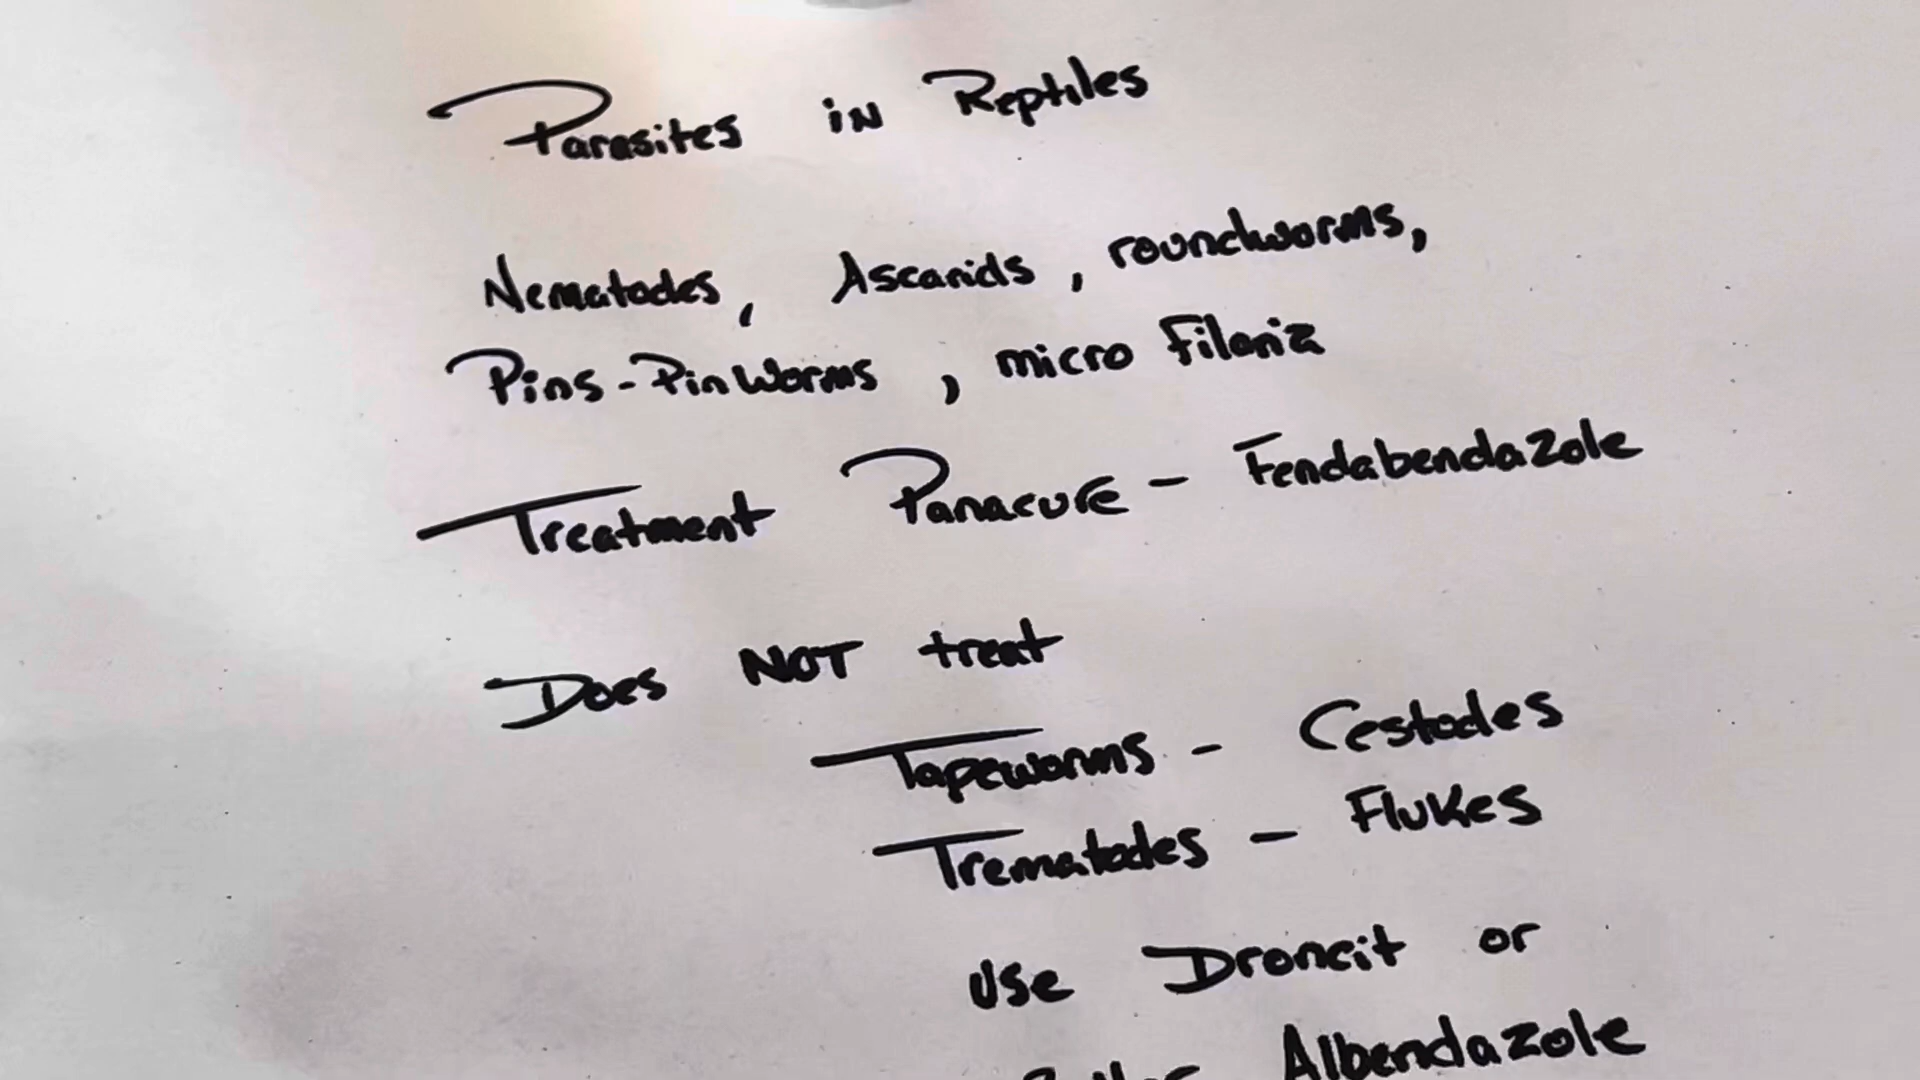 Parasites in Reptiles
Nematodes, Ascarids, roundworms,
Pins-Pinworms, micro Filaria
Treatment Panacure - Fendabendazole
Does NOT treat
Tapeworms - Cestodes
Trematodes - Flukes
Use Droncit or
Albendazole